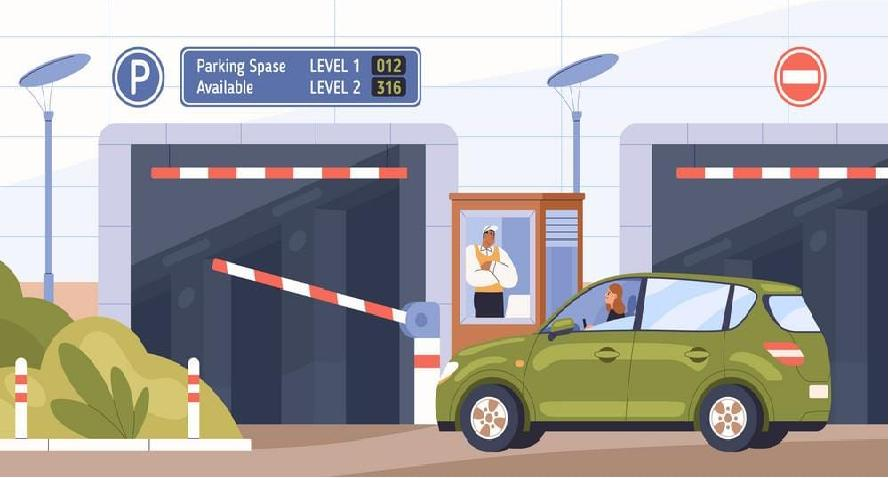 P
Parking Spase LEVEL 1 012
Available LEVEL 2 316